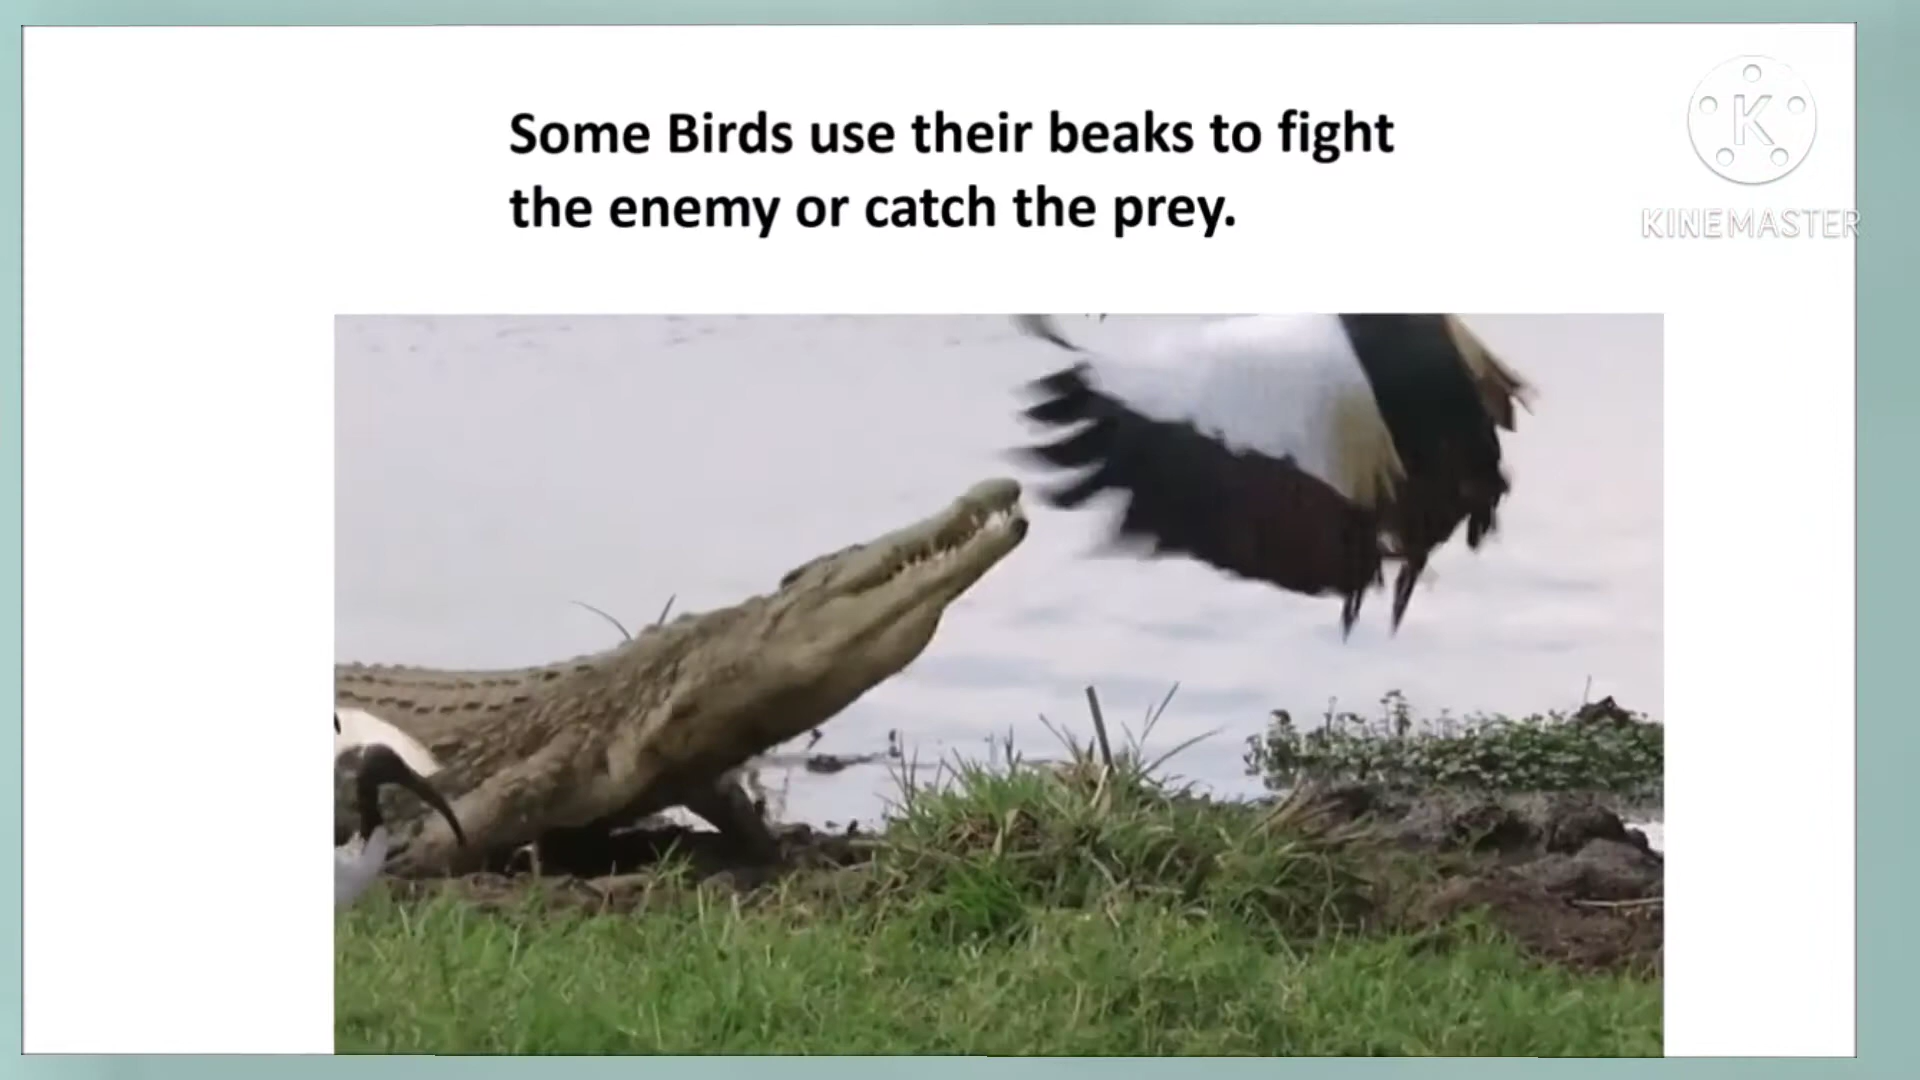 Some Birds use their beaks to fight
the enemy or catch the prey.
K
KINEMASTER